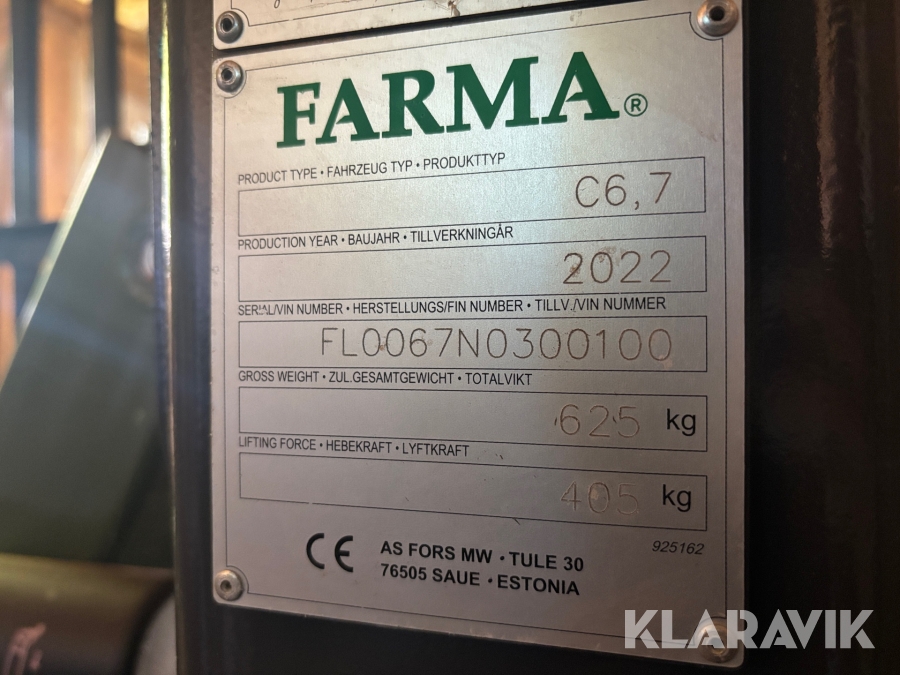 FARMA®
PRODUCT TYPE • FAHRZEUG TYP • PRODUKTTYP
C6,7
PRODUCTION YEAR • BAUJAHR • TILLVERKNINGÅR
2022
SERIAL/VIN NUMBER • HERSTELLUNGS/FIN NUMBER • TILLV./VIN NUMMER
FL0067N0300100
GROSS WEIGHT • ZUL.GESAMTGEWICHT • TOTALVIKT
625 kg
LIFTING FORCE • HEBEKRAFT • LYFTKRAFT
405 kg
925162
CE AS FORS MW • TULE 30
76505 SAUE • ESTONIA
KLARAVIK